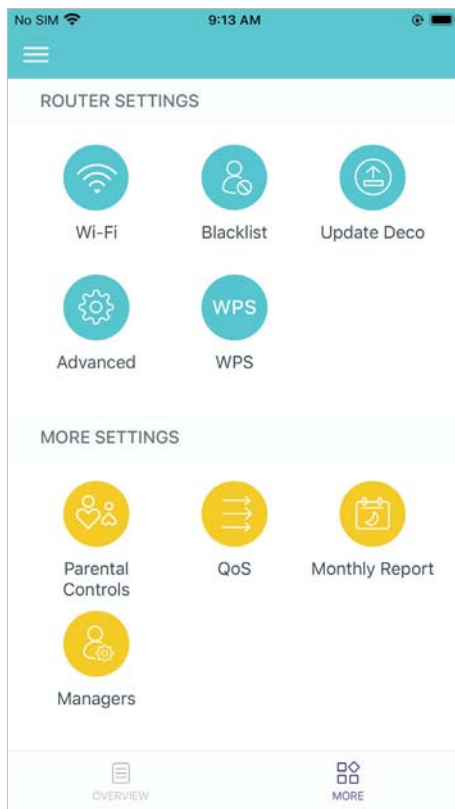 No SIM 9:13 AM
ROUTER SETTINGS
Wi-Fi Blacklist Update Deco
WPS
Advanced WPS
MORE SETTINGS
Parental Controls QoS Monthly Report
Managers
OVERVIEW MORE